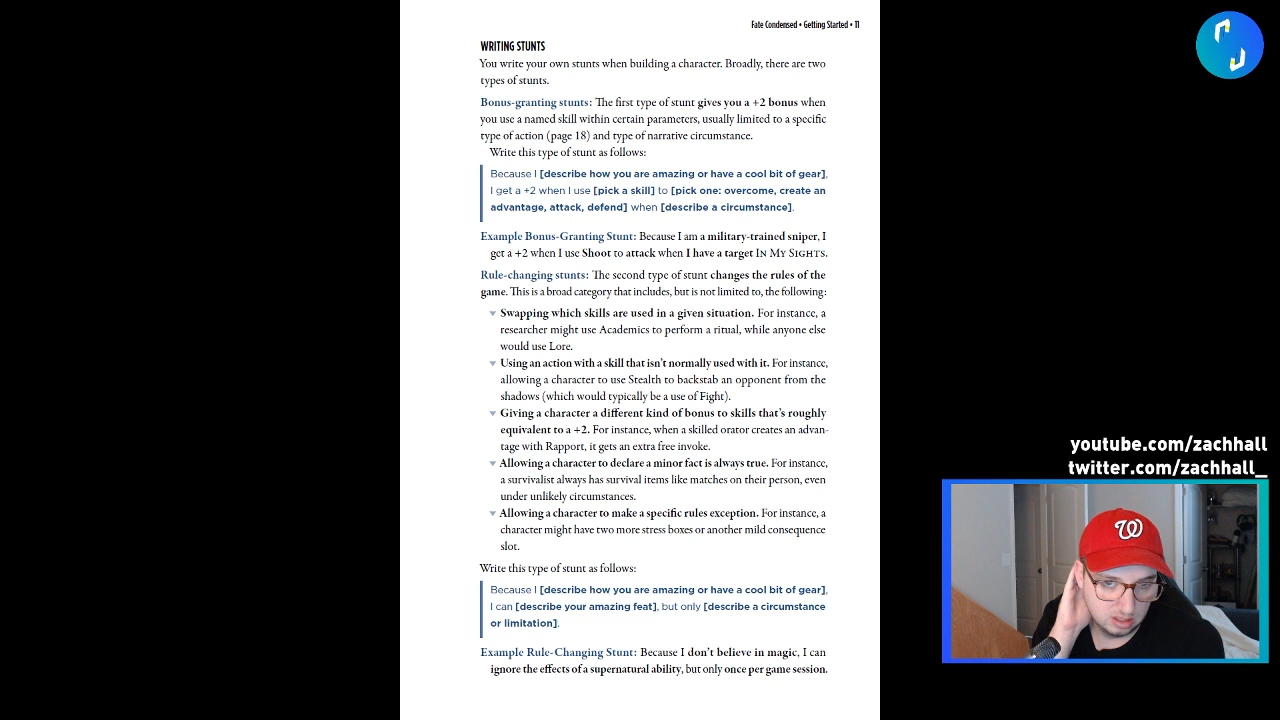 Fate Condensed • Getting Started • 11
WRITING STUNTS
You write your own stunts when building a character. Broadly, there are two
types of stunts.
Bonus-granting stunts: The first type of stunt gives you a +2 bonus when
you use a named skill within certain parameters, usually limited to a specific
type of action (page 18) and type of narrative circumstance.
Write this type of stunt as follows:
Because I [describe how you are amazing or have a cool bit of gear],
I get a +2 when I use [pick a skill] to [pick one: overcome, create an
advantage, attack, defend] when [describe a circumstance].
Example Bonus-Granting Stunt: Because I am a military-trained sniper, I
get a +2 when I use Shoot to attack when I have a target IN MY SIGHTS.
Rule-changing stunts: The second type of stunt changes the rules of the
game. This is a broad category that includes, but is not limited to, the following:
▼ Swapping which skills are used in a given situation. For instance, a
researcher might use Academics to perform a ritual, while anyone else
would use Lore.
▼ Using an action with a skill that isn't normally used with it. For instance,
allowing a character to use Stealth to backstab an opponent from the
shadows (which would typically be a use of Fight).
▼ Giving a character a different kind of bonus to skills that's roughly
equivalent to a +2. For instance, when a skilled orator creates an advan-
tage with Rapport, it gets an extra free invoke.
▼ Allowing a character to declare a minor fact is always true. For instance,
a survivalist always has survival items like matches on their person, even
under unlikely circumstances.
▼ Allowing a character to make a specific rules exception. For instance, a
character might have two more stress boxes or another mild consequence
slot.
Write this type of stunt as follows:
Because I [describe how you are amazing or have a cool bit of gear],
I can [describe your amazing feat], but only [describe a circumstance
or limitation].
Example Rule-Changing Stunt: Because I don't believe in magic, I can
ignore the effects of a supernatural ability, but only once per game session.
youtube.com/zachhall
twitter.com/zachhall_
W